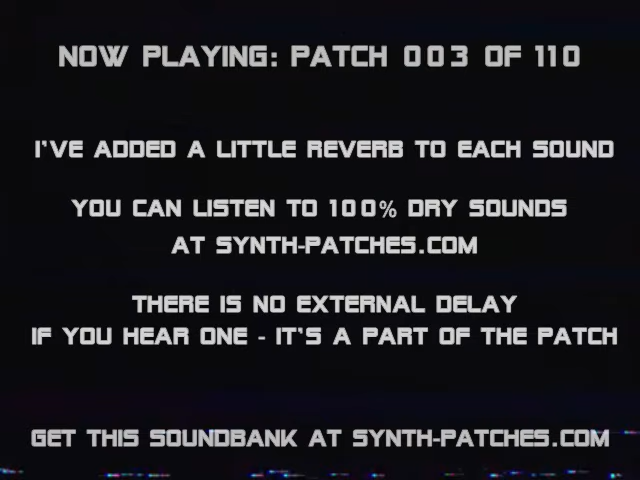 NOW PLAYING: PATCH 003 OF 110
I'VE ADDED A LITTLE REVERB TO EACH SOUND
YOU CAN LISTEN TO 100% DRY SOUNDS
AT SYNTH-PATCHES.COM
THERE IS NO EXTERNAL DELAY
IF YOU HEAR ONE - IT'S A PART OF THE PATCH
GET THIS SOUNDBANK AT SYNTH-PATCHES.COM